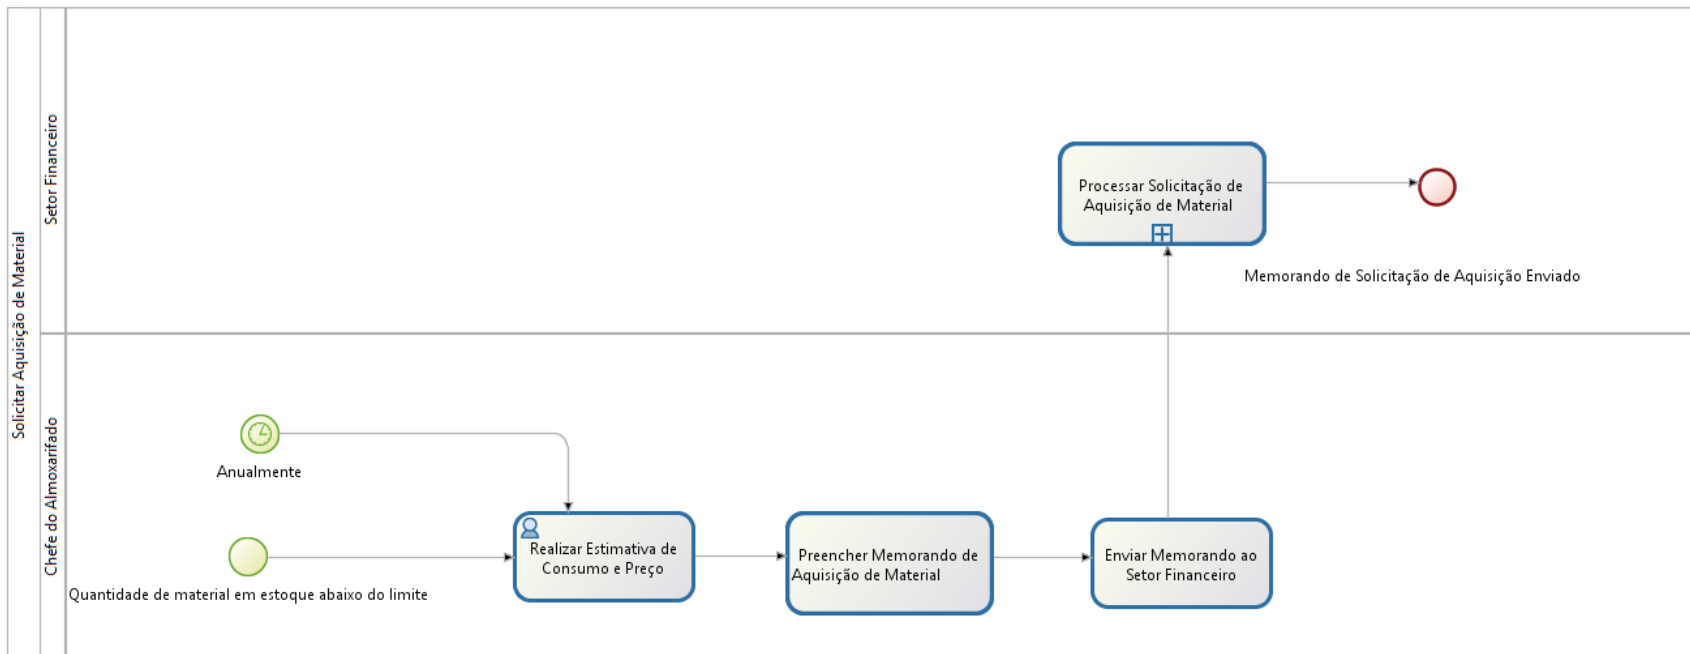 Solicitar Aquisição de Material
Setor Financeiro
Processar Solicitação de
Aquisição de Material
Memorando de Solicitação de Aquisição Enviado
Chefe do Almoxarifado
Anualmente
Quantidade de material em estoque abaixo do limite
Realizar Estimativa de
Consumo e Preço
Preencher Memorando de
Aquisição de Material
Enviar Memorando ao
Setor Financeiro